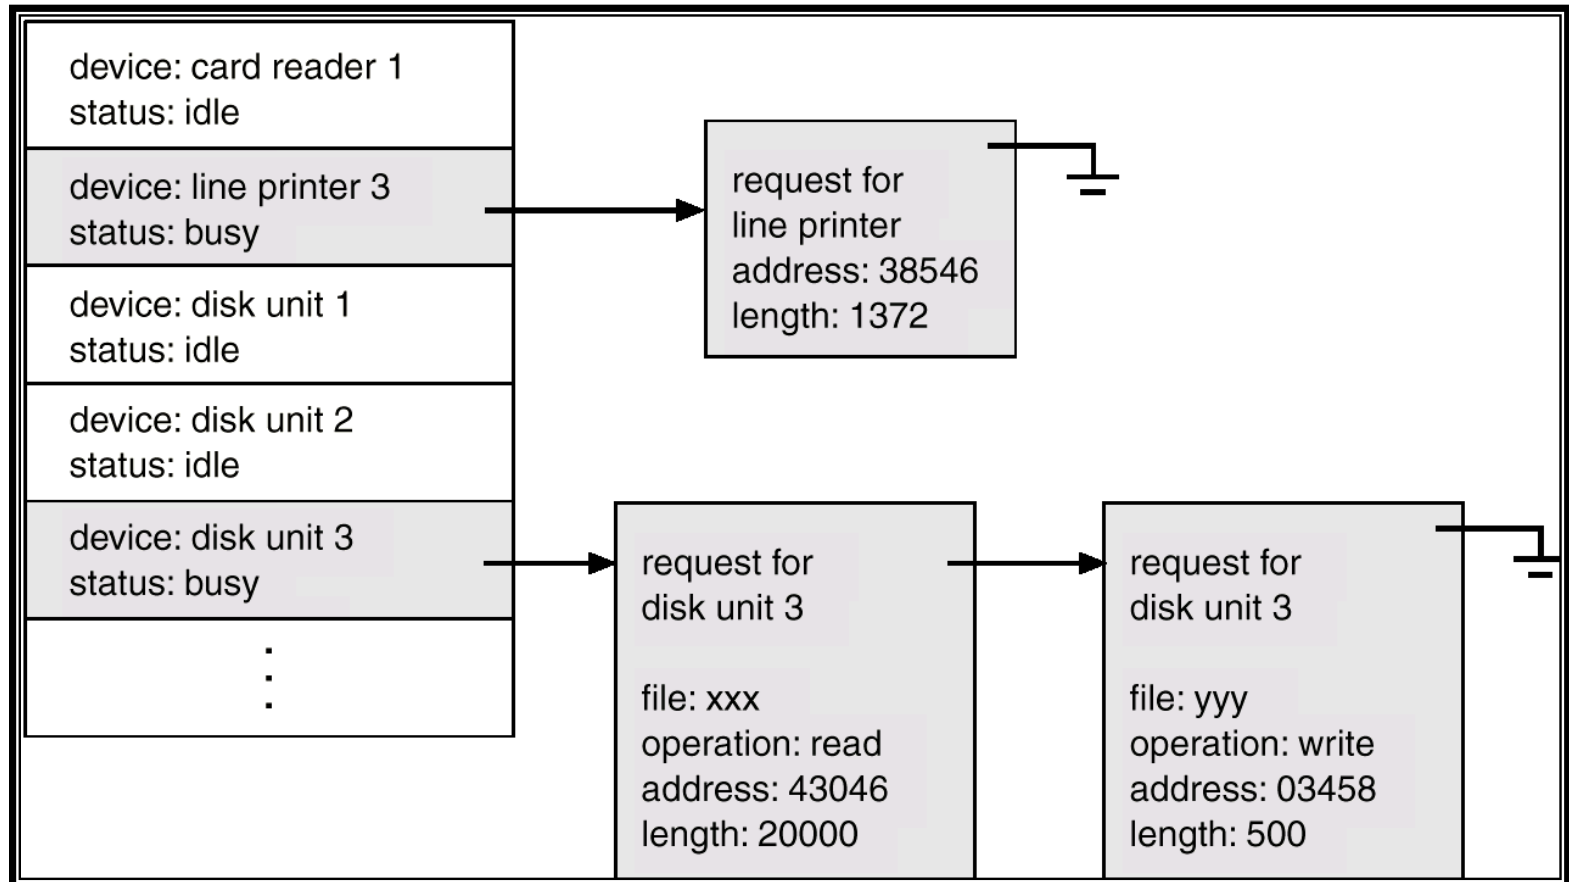 device: card reader 1
status: idle
device: line printer 3
status: busy
device: disk unit 1
status: idle
device: disk unit 2
status: idle
device: disk unit 3
status: busy
request for
line printer
address: 38546
length: 1372
request for
disk unit 3
file: xxx
operation: read
address: 43046
length: 20000
request for
disk unit 3
file: yyy
operation: write
address: 03458
length: 500